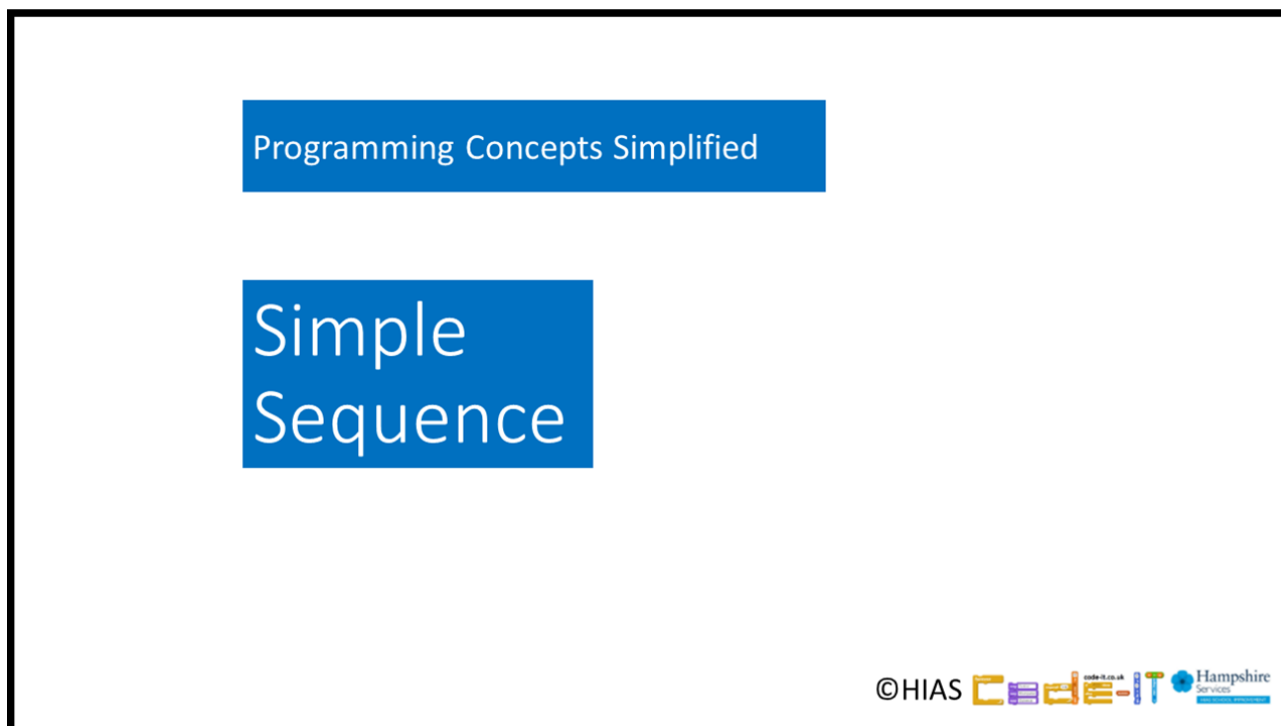 Programming Concepts Simplified
Simple
Sequence
©HIAS code-it.co.uk Code-IT Hampshire
Services